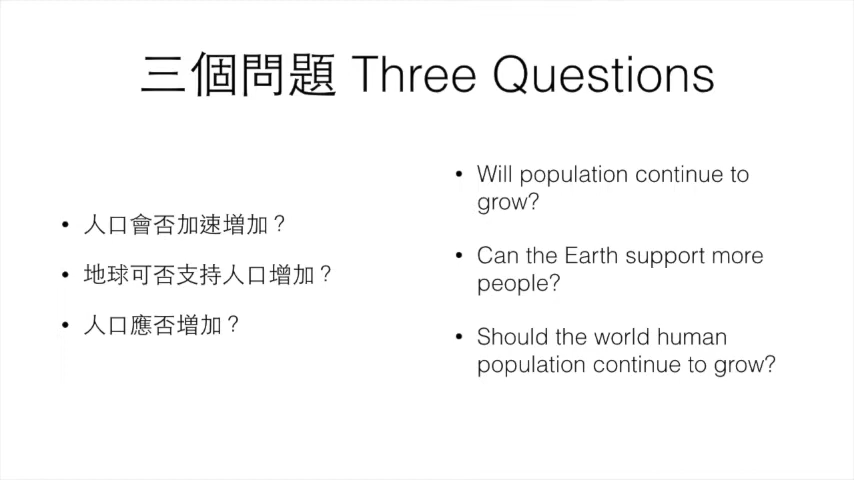 三個問題 Three Questions
• 人口會否加速增加？
• 地球可否支持人口增加？
• 人口應否增加？
• Will population continue to
grow?
• Can the Earth support more
people?
• Should the world human
population continue to grow?